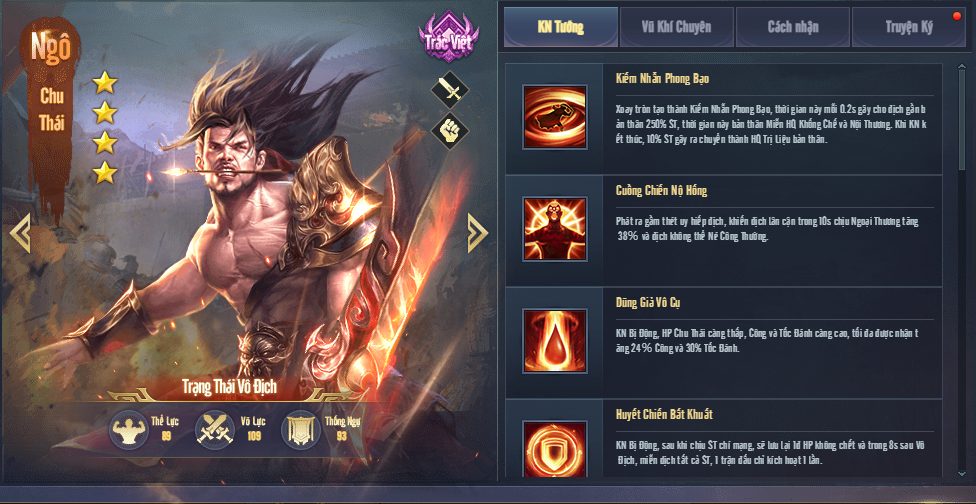 Ngô
Chu
Thái
Trác Việt
Trạng Thái Vô Địch
Thể Lực
89
Võ Lực
109
Thống Ngự
93
KN Tướng
Vũ Khí Chuyên
Cách nhận
Truyện Ký
Kiếm Nhẫn Phong Bạo
Xoay tròn tạo thành Kiếm Nhẫn Phong Bạo, thời gian này mỗi 0.2s gây cho địch gần b
ản thân 250% ST, thời gian này bản thân Miễn HQ Khống Chế và Nội Thương. Khi KN k
ết thúc, 10% ST gây ra chuyển thành HQ Trị Liệu bản thân.
Cuồng Chiến Nộ Hống
Phát ra gầm thét uy hiếp địch, khiến địch lân cận trong 10s chịu Ngoại Thương tăng
38% và địch không thể Né Công Thường.
Dũng Giả Vô Cụ
KN Bị Động, HP Chu Thái càng thấp, Công và Tốc Đánh càng cao, tối đa được nhận t
ăng 24% Công và 30% Tốc Đánh.
Huyết Chiến Bất Khuất
KN Bị Động, sau khi chịu ST chí mạng, sẽ lưu lại 1đ HP không chết và trong 8s sau Vô
Địch, miễn dịch tất cả ST, 1 trận đấu chỉ kích hoạt 1 lần.